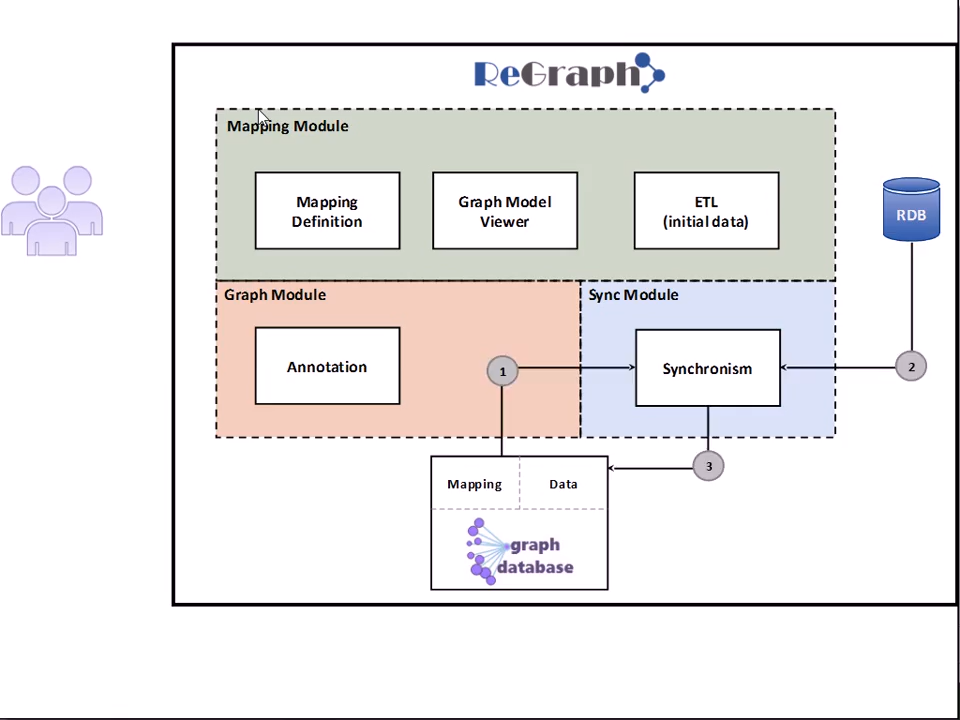 ReGraph
Mapping Module
Mapping
Definition
Graph Model
Viewer
ETL
(initial data)
RDB
Graph Module
Sync Module
Annotation
1
Synchronism
2
3
Mapping
Data
graph
database